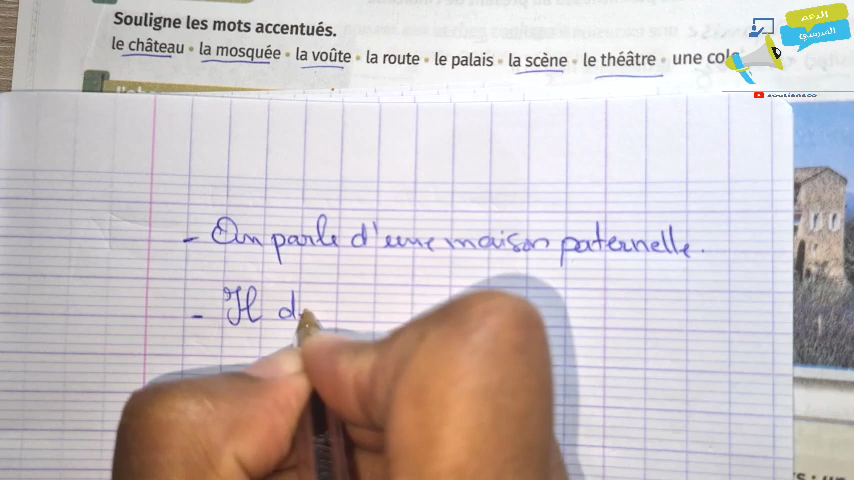 Souligne les mots accentués.
le château • la mosquée • la voûte • la route • le palais • la scène • le théâtre • une colo
الدعم
المدرسي
- On parle d'une maison paternelle.
- Il d